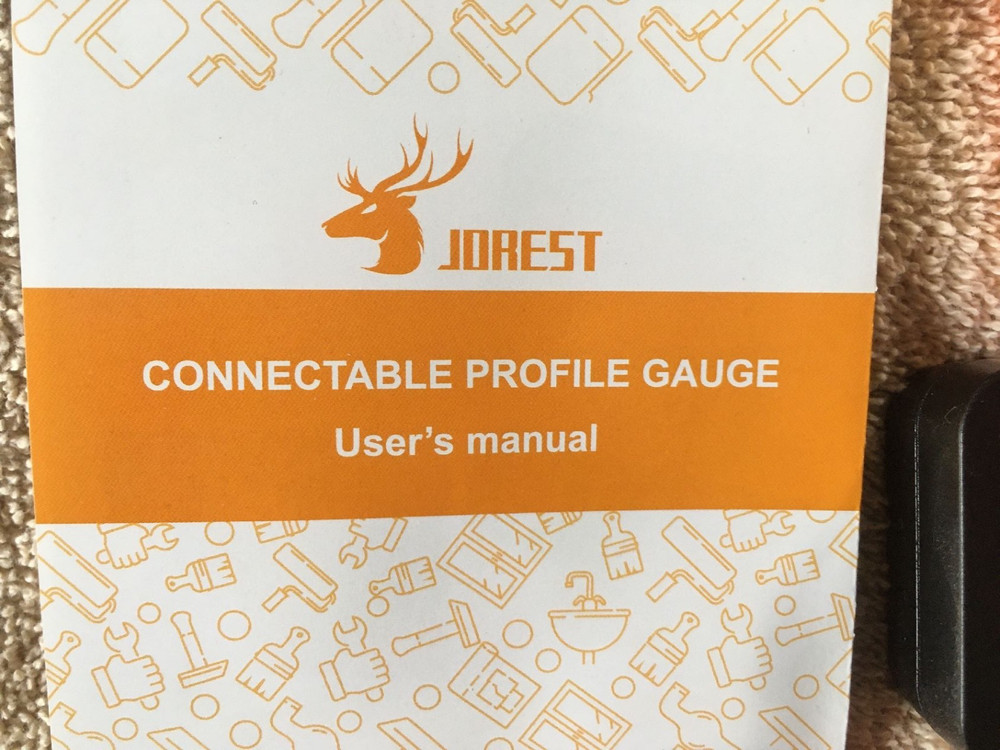 JOREST
CONNECTABLE PROFILE GAUGE
User's manual